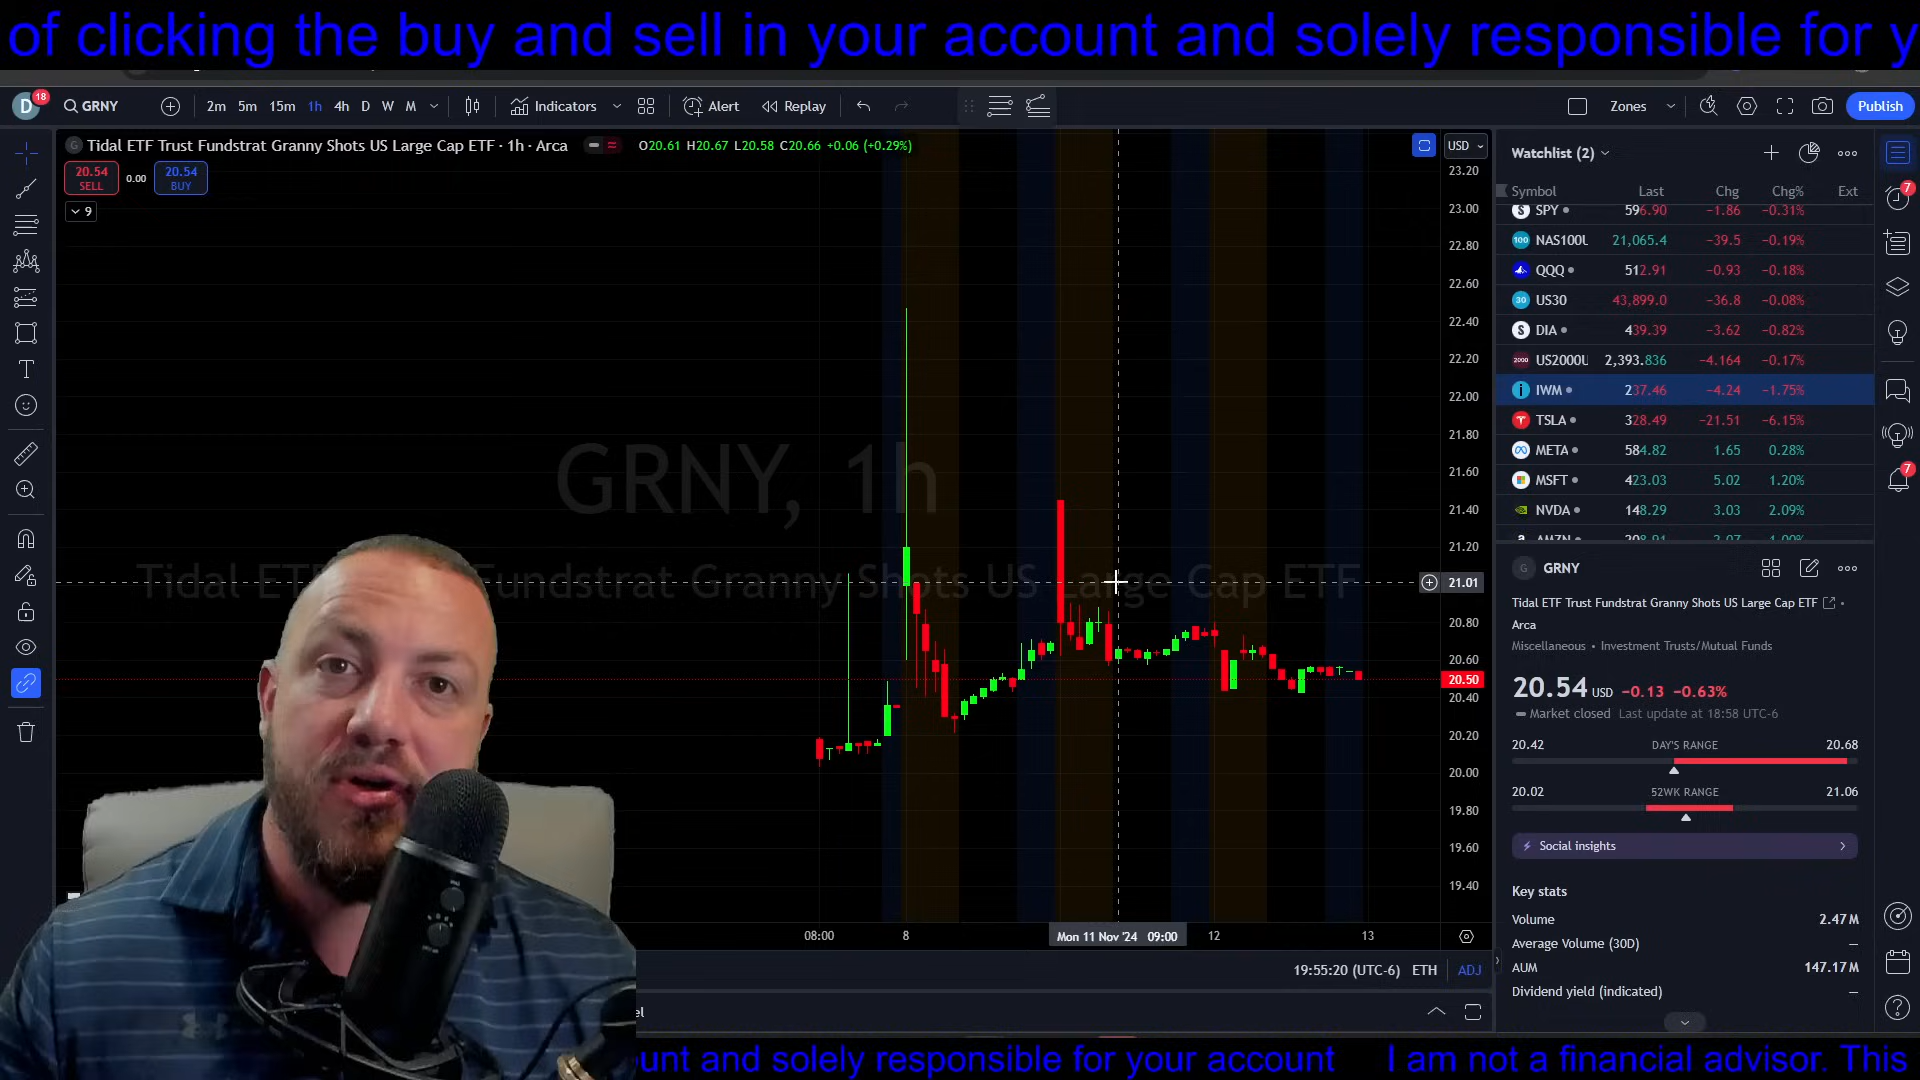 of clicking the buy and sell in your account and solely responsible for y
D 18 GRNY 2m 5m 15m 1h 4h D W M Indicators Alert Replay Zones Publish
Tidal ETF Trust Fundstrat Granny Shots US Large Cap ETF · 1h · Arca O20.61 H20.67 L20.58 C20.66 +0.06 (+0.29%)
20.54 SELL 0.00 20.54 BUY
9
GRNY, 1h
Tidal ET Fundstrat Granny Shots US Large Cap ETF
USD
23.20
23.00
22.80
22.60
22.40
22.20
22.00
21.80
21.60
21.40
21.20
21.01
20.80
20.60
20.50
20.40
20.20
20.00
19.80
19.60
19.40
08:00 8 Mon 11 Nov '24 09:00 12 13
19:55:20 (UTC-6) ETH ADJ
el
Watchlist (2)
Symbol Last Chg Chg% Ext
SPY 596.90 −1.86 −0.31%
100 NAS100U 21,065.4 −39.5 −0.19%
QQQ 512.91 −0.93 −0.18%
30 US30 43,899.0 −36.8 −0.08%
DIA 439.39 −3.62 −0.82%
2000 US2000U 2,393.836 −4.164 −0.17%
IWM 237.46 −4.24 −1.75%
TSLA 328.49 −21.51 −6.15%
META 584.82 1.65 0.28%
MSFT 423.03 5.02 1.20%
NVDA 148.29 3.03 2.09%
G GRNY
Tidal ETF Trust Fundstrat Granny Shots US Large Cap ETF ·
Arca
Miscellaneous • Investment Trusts/Mutual Funds
20.54 USD −0.13 −0.63%
Market closed Last update at 18:58 UTC-6
20.42 DAY'S RANGE 20.68
20.02 52WK RANGE 21.06
Social insights
Key stats
Volume 2.47M
Average Volume (30D) —
AUM 147.17M
Dividend yield (indicated) —
7
7
unt and solely responsible for your account I am not a financial advisor. This